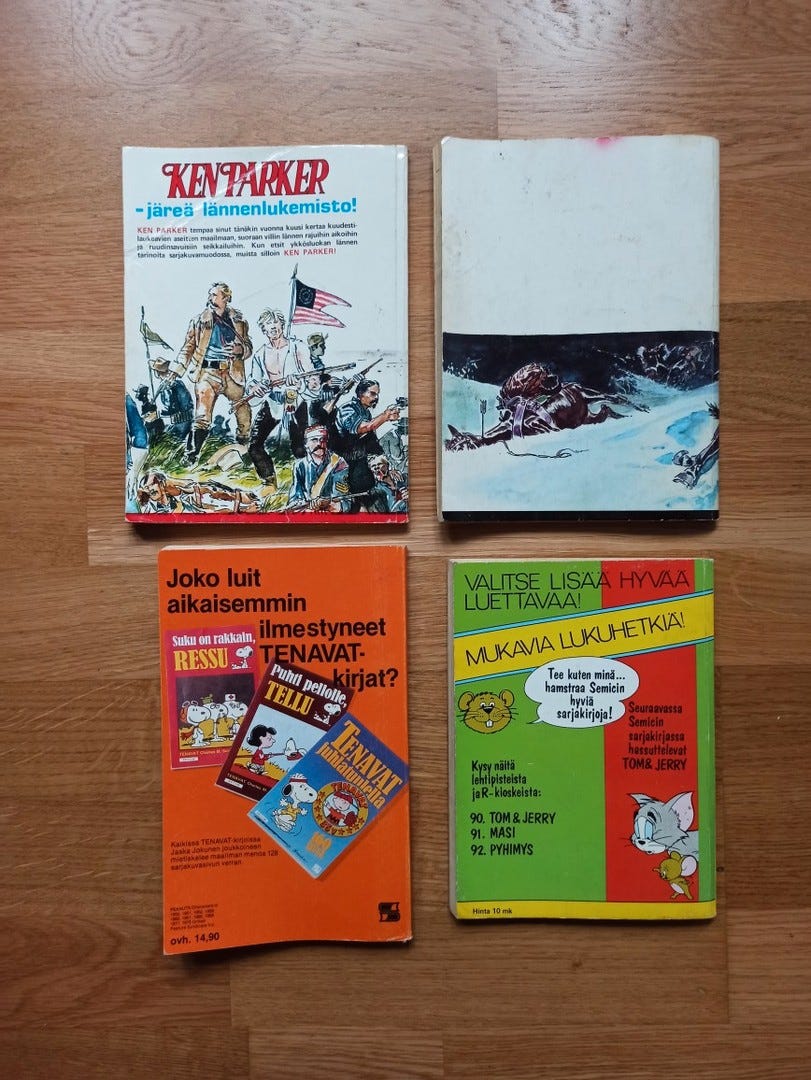 KEN PARKER
- järeä lännenlukemisto!
KEN PARKER tempaa sinut tänäkin vuonna kuusi kertaa kuudesti-
laukeavien aseitten maailmaan, suoraan villin lännen rajuihin aikoihin
ja ruudinsavuisiin seikkailuihin. Kun etsit ykkösluokan lännen
tarinoita sarjakuvamuodossa, muista silloin KEN PARKER!
Joko luit
aikaisemmin
ilmestyneet
TENAVAT-
kirjat?
Suku on rakkain,
RESSU
Puhti pellolle,
TELLU
TENAVAT
Kaikissa TENAVAT-kirjoissa
Jaska Jokunen joukkoineen
mietiskelee maailman menoa 128
sarjakuvasivun verran.
ovh. 14,90
VALITSE LISÄÄ HYVÄÄ
LUETTAVAA!
MUKAVIA LUKUHETKIÄ!
Tee kuten minä...
hamstraa Semicin
hyviä
sarjakirjoja!
Seuraavassa
Semicin
sarjakirjassa
hassuttelevat
TOM & JERRY
Kysy näitä
lehtipisteistä
ja R-kioskeista:
90. TOM & JERRY
91. MASI
92. PYHIMYS
Hinta 10 mk